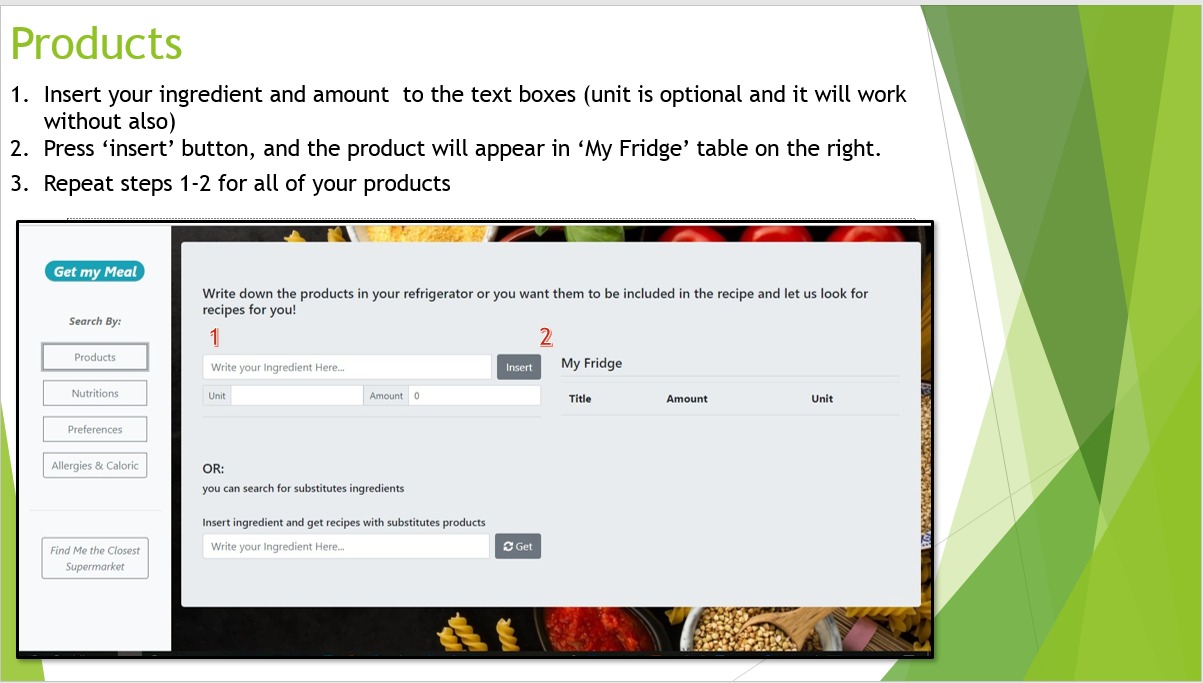 Products
1. Insert your ingredient and amount  to the text boxes (unit is optional and it will work
without also)
2. Press ‘insert’ button, and the product will appear in ‘My Fridge’ table on the right.
3. Repeat steps 1-2 for all of your products
Get my Meal
Search By:
Products
Nutritions
Preferences
Allergies & Caloric
Find Me the Closest
Supermarket
Write down the products in your refrigerator or you want them to be included in the recipe and let us look for
recipes for you!
1 2
Write your Ingredient Here... Insert
Unit Amount 0
My Fridge
Title Amount Unit
OR:
you can search for substitutes ingredients
Insert ingredient and get recipes with substitutes products
Write your Ingredient Here... Get